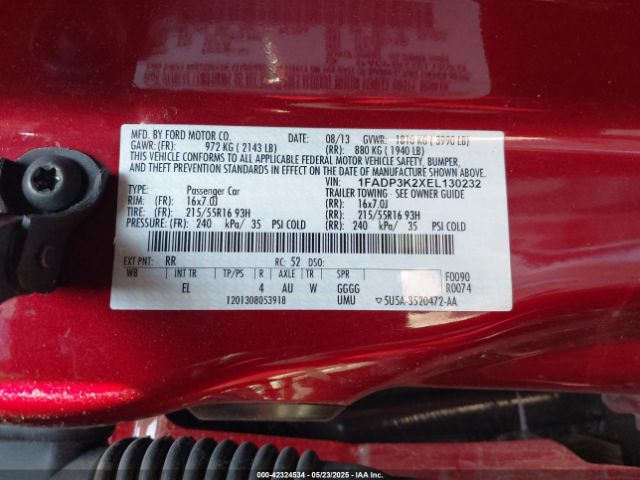 MFD. BY FORD MOTOR CO. DATE: 08/13 GVWR: 1810 KG ( 3990 LB)
GAWR: (FR): 972 KG ( 2143 LB) (RR): 880 KG ( 1940 LB)
THIS VEHICLE CONFORMS TO ALL APPLICABLE FEDERAL MOTOR VEHICLE SAFETY, BUMPER,
AND THEFT PREVENTION STANDARDS IN EFFECT ON THE DATE OF MANUFACTURE SHOWN ABOVE.
VIN: 1FADP3K2XEL130232
TYPE: Passenger Car TRAILER TOWING - SEE OWNER GUIDE
RIM: (FR): 16x7.0J (RR): 16x7.0J
TIRE: (FR): 215/55R16 93H (RR): 215/55R16 93H
PRESSURE: (FR): 240 kPa/ 35 PSI COLD (RR): 240 kPa/ 35 PSI COLD
EXT PNT: RR RC: 52 DSO:
WB INT TR TP/PS R AXLE TR SPR F0090
EL 4 AU W GGGG R0074
1201308053918 UMU ▽5U5A-3520472-AA
000-42324534 - 05/23/2025 - IAAI.COM